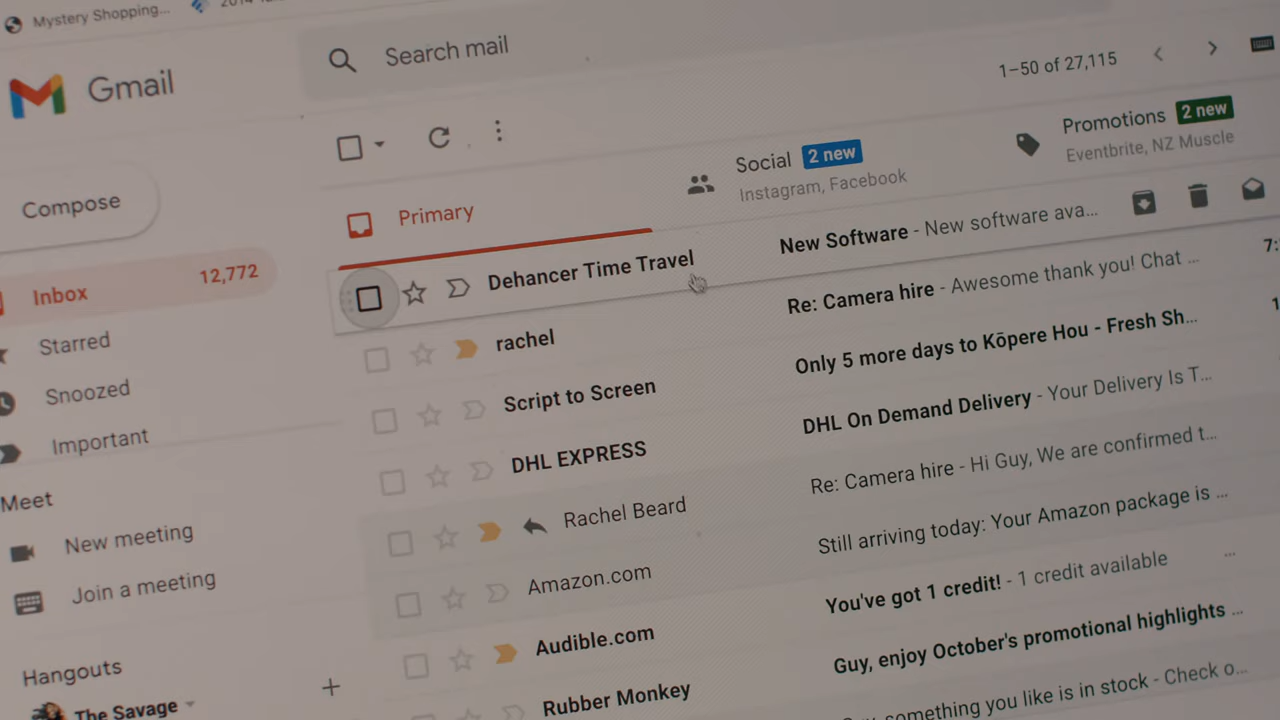 Mystery Shopping...
Gmail
Search mail
1–50 of 27,115
Compose
Primary
Social 2 new
Instagram, Facebook
Promotions 2 new
Eventbrite, NZ Muscle
Inbox 12,772
Starred
Snoozed
Important
Meet
New meeting
Join a meeting
Hangouts
The Savage
Dehancer Time Travel New Software - New software ava...
rachel Re: Camera hire - Awesome thank you! Chat ...
Script to Screen Only 5 more days to Kōpere Hou - Fresh Sh...
DHL EXPRESS DHL On Demand Delivery - Your Delivery Is T...
Rachel Beard Re: Camera hire - Hi Guy, We are confirmed t...
Amazon.com Still arriving today: Your Amazon package is ...
Audible.com You've got 1 credit! - 1 credit available ...
Rubber Monkey Guy, enjoy October's promotional highlights ...
something you like is in stock - Check o...